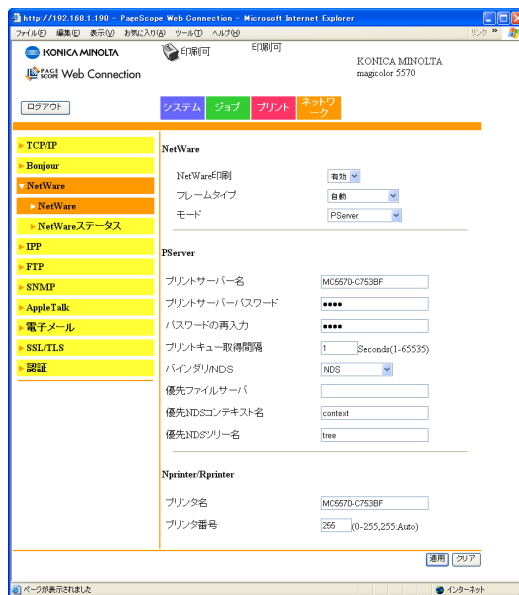 http://192.168.1.190 - PageScope Web Connection - Microsoft Internet Explorer
ファイル(F) 編集(E) 表示(V) お気に入り(A) ツール(T) ヘルプ(H) リンク »
KONICA MINOLTA
印刷可 印刷可
KONICA MINOLTA
magicolor 5570
PAGE SCOPE Web Connection
ログアウト
システム ジョブ プリント ネットワーク
TCP/IP
Bonjour
NetWare
NetWare
NetWareステータス
IPP
FTP
SNMP
AppleTalk
電子メール
SSL/TLS
認証
NetWare
NetWare印刷 有効
フレームタイプ 自動
モード PServer
PServer
プリントサーバー名 MC5570-C753BF
プリントサーバーパスワード ●●●●
パスワードの再入力 ●●●●
プリントキュー取得間隔 1 Seconds(1-65535)
バインダリ/NDS NDS
優先ファイルサーバ
優先NDSコンテキスト名 context
優先NDSツリー名 tree
Nprinter/Rprinter
プリンタ名 MC5570-C753BF
プリンタ番号 255 (0-255,255:Auto)
適用 クリア
ページが表示されました インターネット